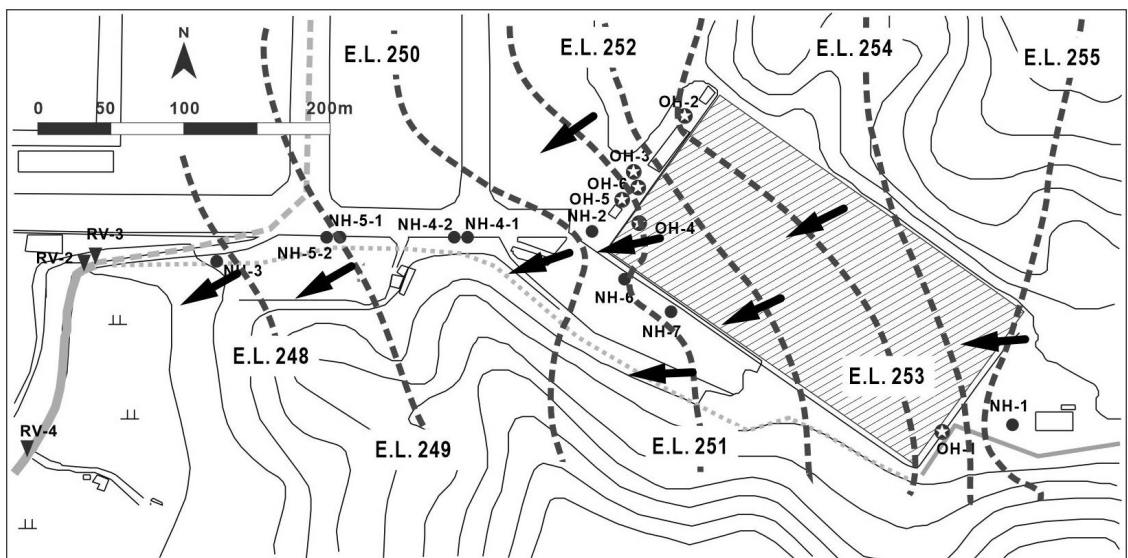 E.L. 250
E.L. 252
E.L. 254
E.L. 255
N
0 50 100 200m
OH-2
OH-3
OH-6
OH-5
NH-2
OH-4
NH-5-1
NH-4-2
NH-4-1
RV-3
NH-5-2
RV-2
NH-3
NH-6
NH-7
E.L. 248
E.L. 253
NH-1
RV-4
E.L. 249
E.L. 251
OH-1